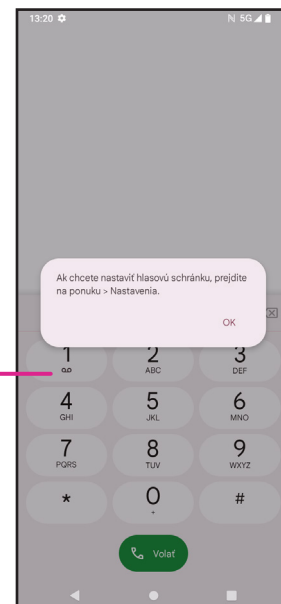 13:20 N 5G
Ak chcete nastaviť hlasovú schránku, prejdite
na ponuku > Nastavenia.
OK
1 2 3
ABC DEF
4 5 6
GHI JKL MNO
7 8 9
PQRS TUV WXYZ
* 0 #
+
Volať